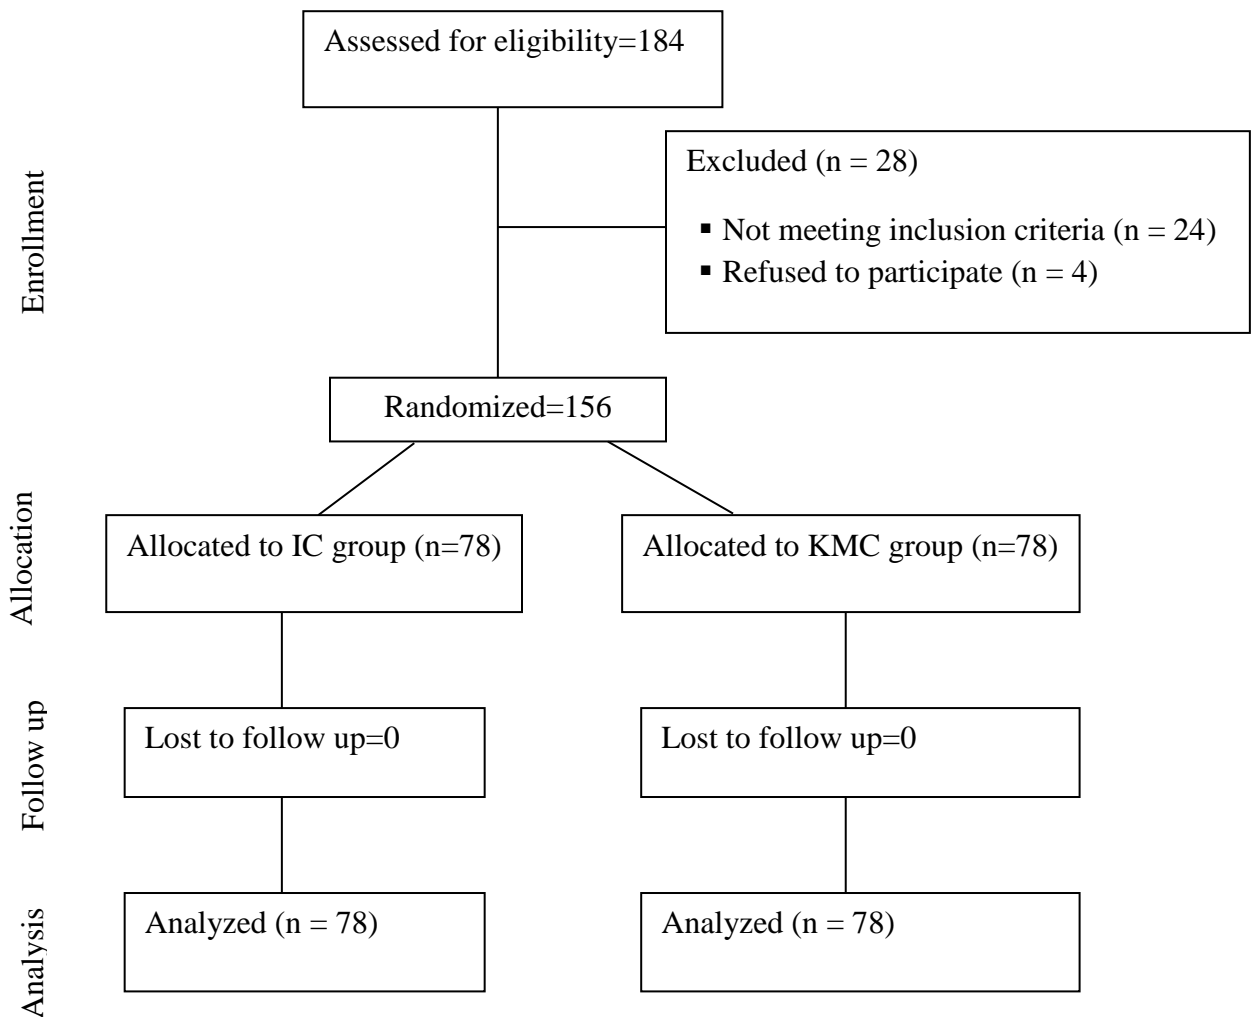 Assessed for eligibility=184
Enrollment
Excluded (n = 28)
▪ Not meeting inclusion criteria (n = 24)
▪ Refused to participate (n = 4)
Randomized=156
Allocation
Allocated to IC group (n=78)
Allocated to KMC group (n=78)
Follow up
Lost to follow up=0
Lost to follow up=0
Analysis
Analyzed (n = 78)
Analyzed (n = 78)